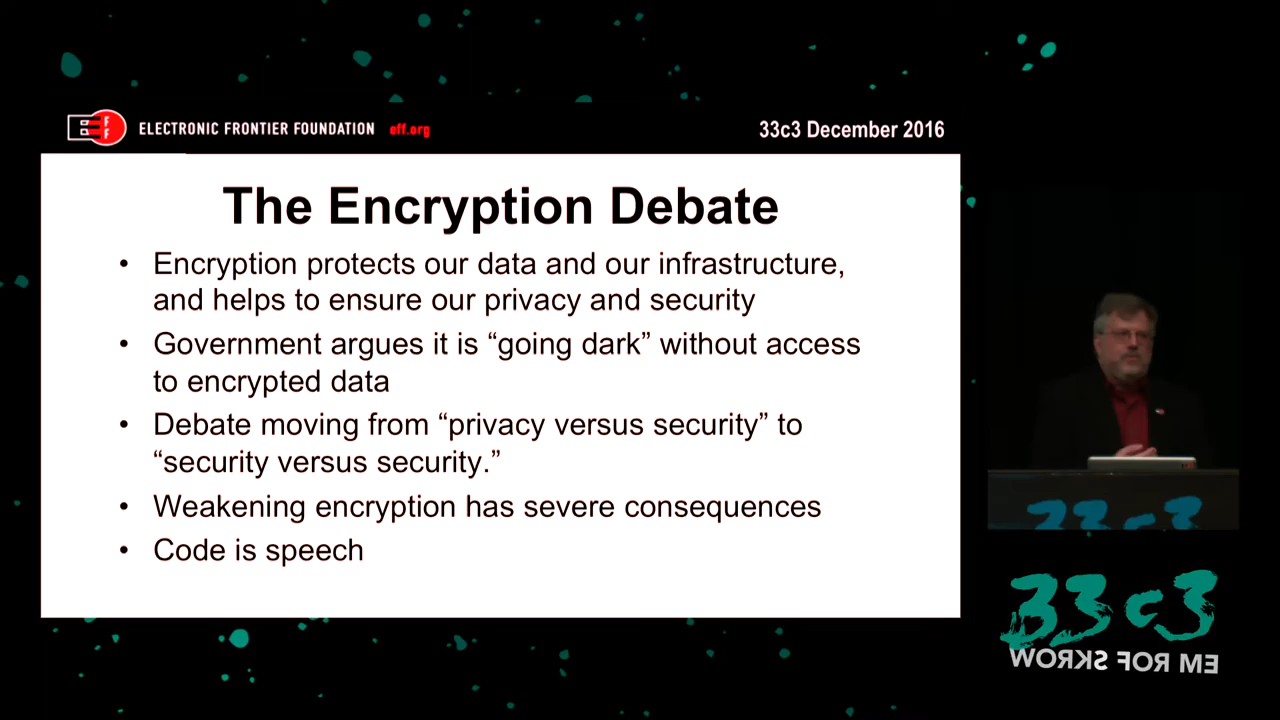 EFF
ELECTRONIC FRONTIER FOUNDATION eff.org
33c3 December 2016
The Encryption Debate
• Encryption protects our data and our infrastructure,
and helps to ensure our privacy and security
• Government argues it is “going dark” without access
to encrypted data
• Debate moving from “privacy versus security” to
“security versus security.”
• Weakening encryption has severe consequences
• Code is speech
33c3
33c3
WORKS FOR ME